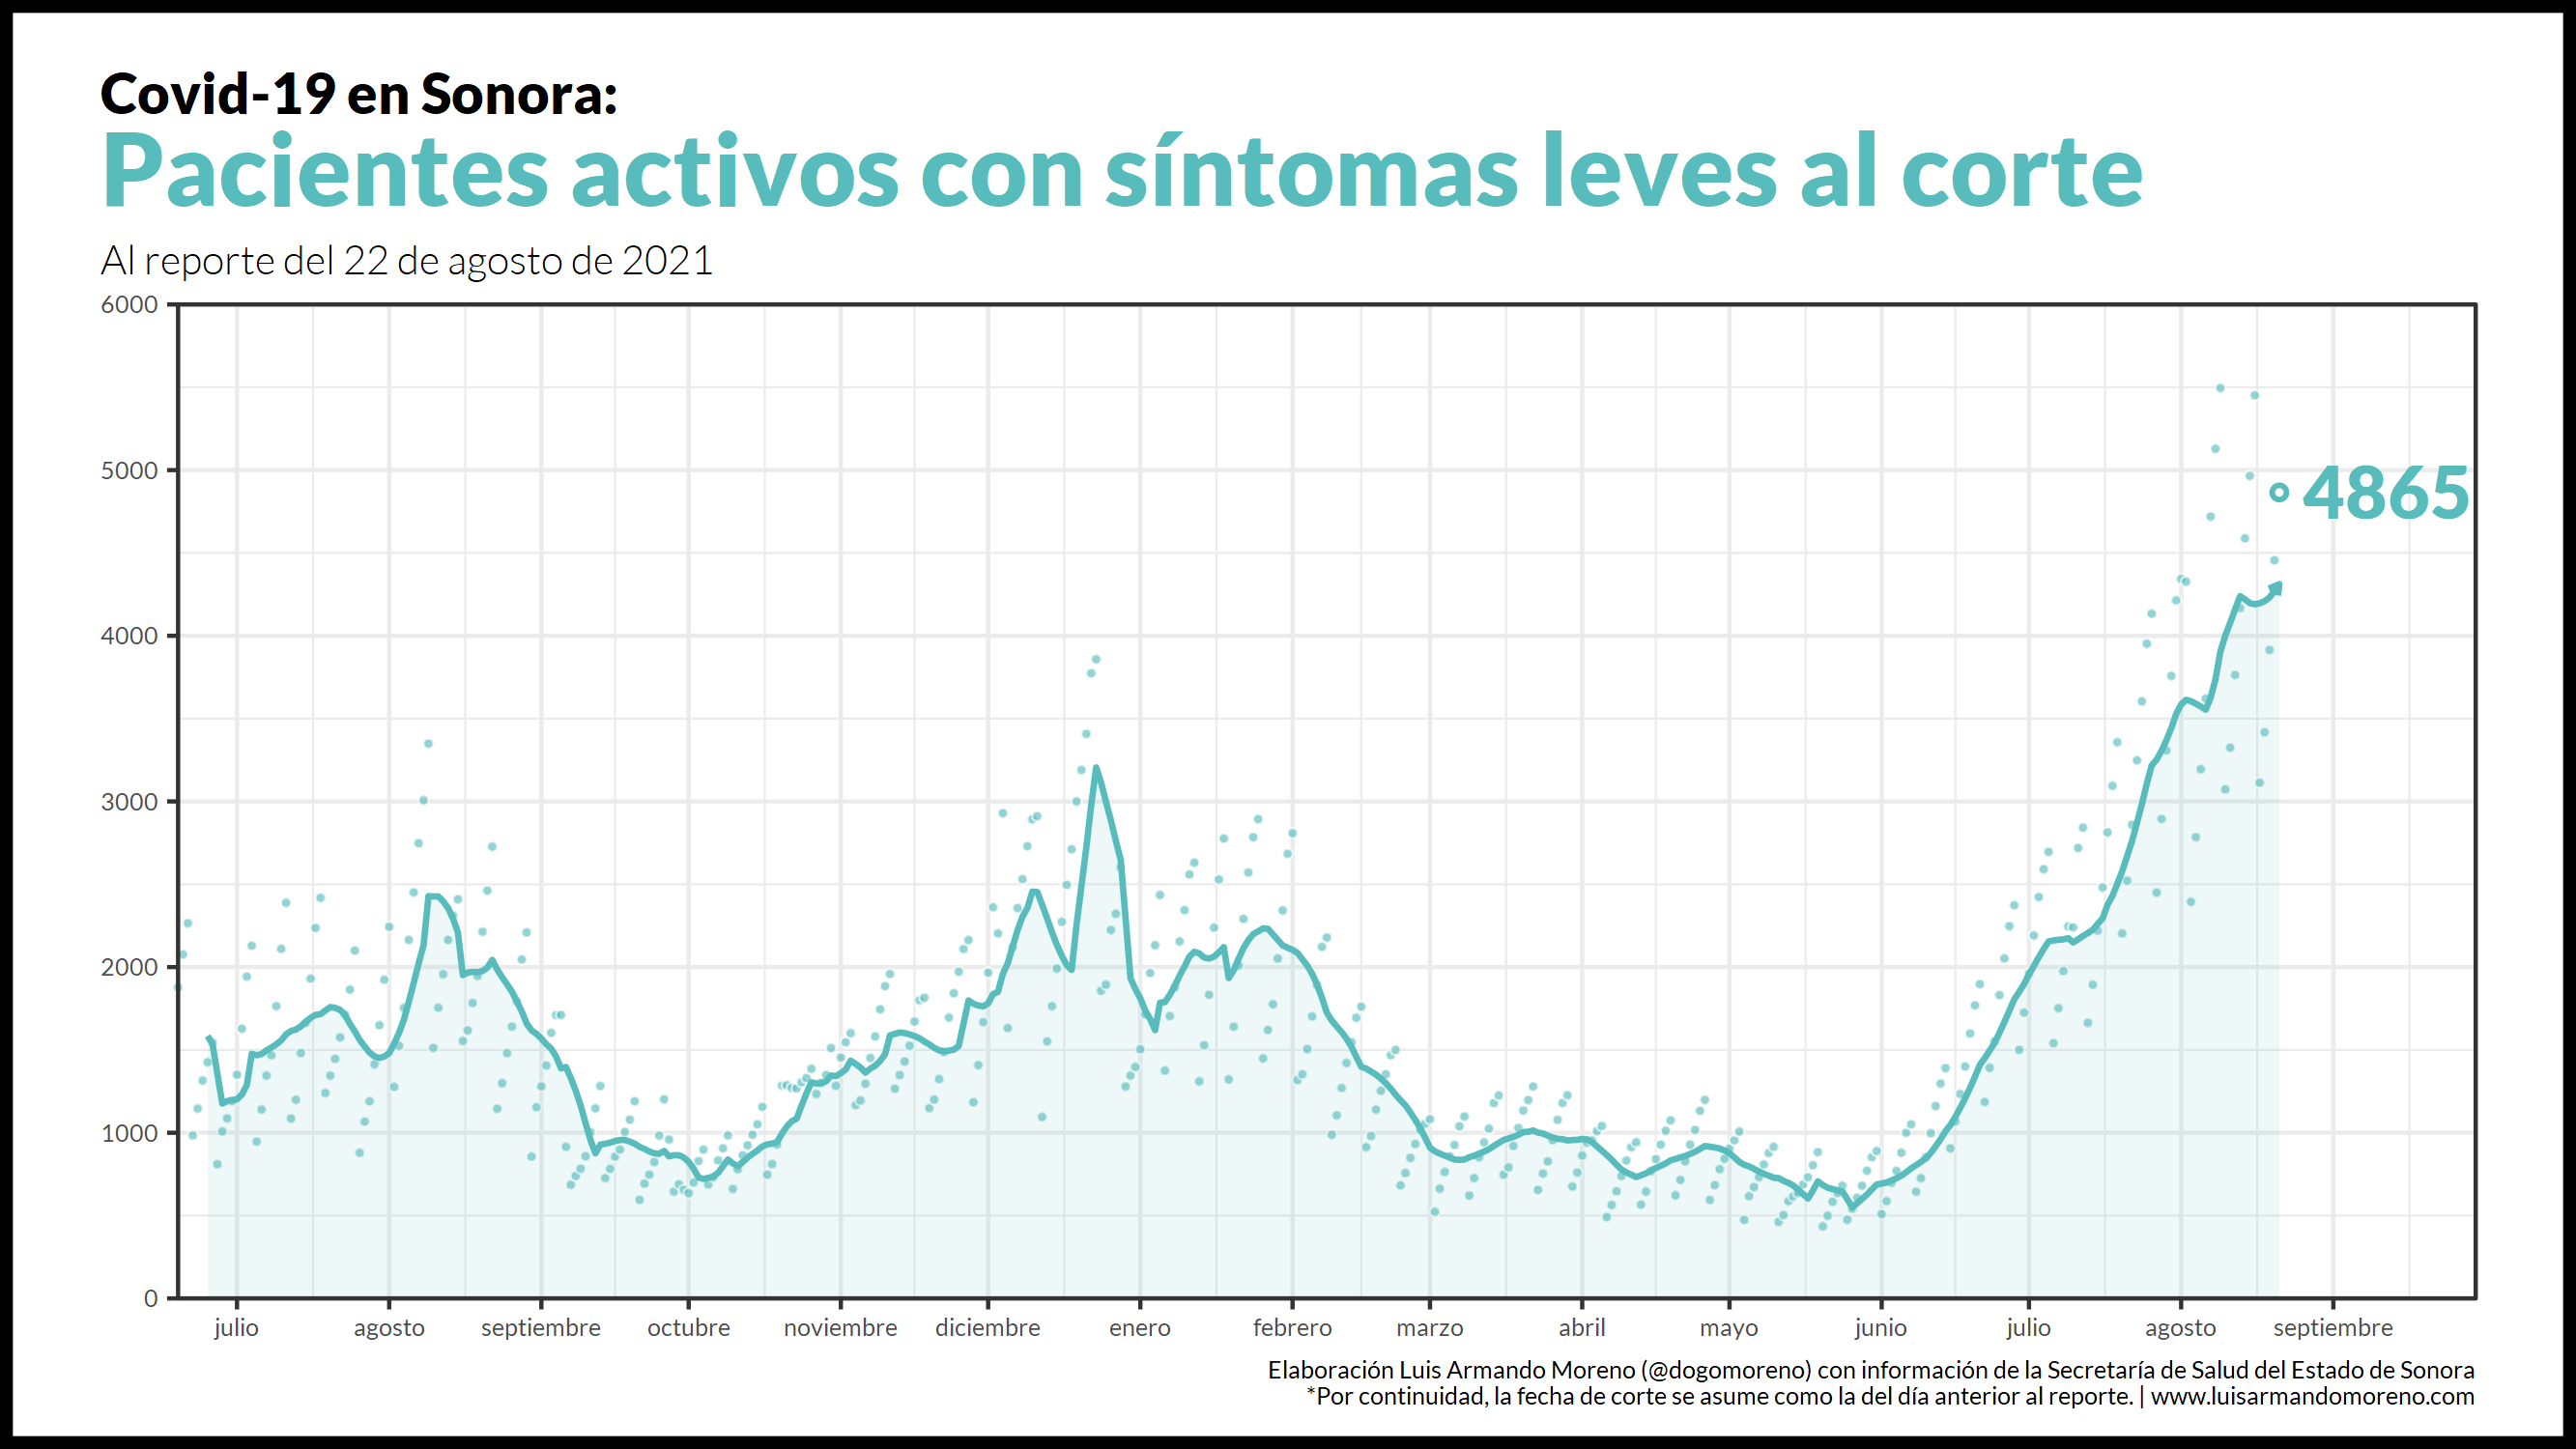 Covid-19 en Sonora:
Pacientes activos con síntomas leves al corte
Al reporte del 22 de agosto de 2021
6000
5000
4000
3000
2000
1000
0
4865
julio agosto septiembre octubre noviembre diciembre enero febrero marzo abril mayo junio julio agosto septiembre
Elaboración Luis Armando Moreno (@dogomoreno) con información de la Secretaría de Salud del Estado de Sonora
*Por continuidad, la fecha de corte se asume como la del día anterior al reporte. | www.luisarmandomoreno.com